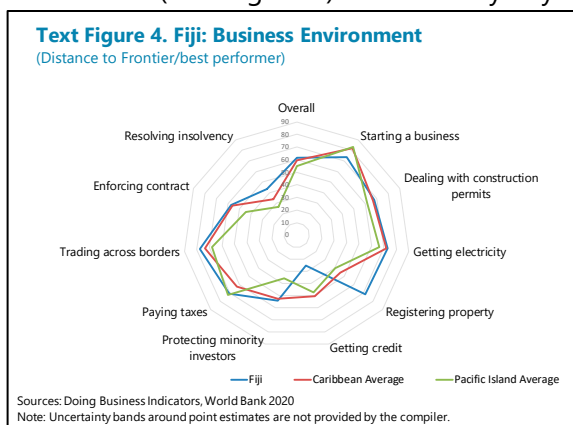 Text Figure 4. Fiji: Business Environment
(Distance to Frontier/best performer)
Overall
90
80
70
60
50
40
30
20
10
0
Starting a business
Dealing with construction
permits
Getting electricity
Registering property
Getting credit
Protecting minority
investors
Paying taxes
Trading across borders
Enforcing contract
Resolving insolvency
Fiji
Caribbean Average
Pacific Island Average
Sources: Doing Business Indicators, World Bank 2020
Note: Uncertainty bands around point estimates are not provided by the compiler.